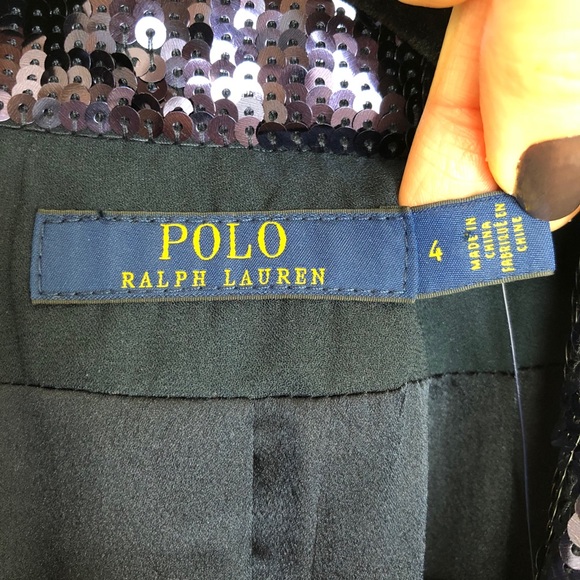 POLO
RALPH LAUREN
4
MADE IN
CHINA
FABRIQUÉ EN
CHINE